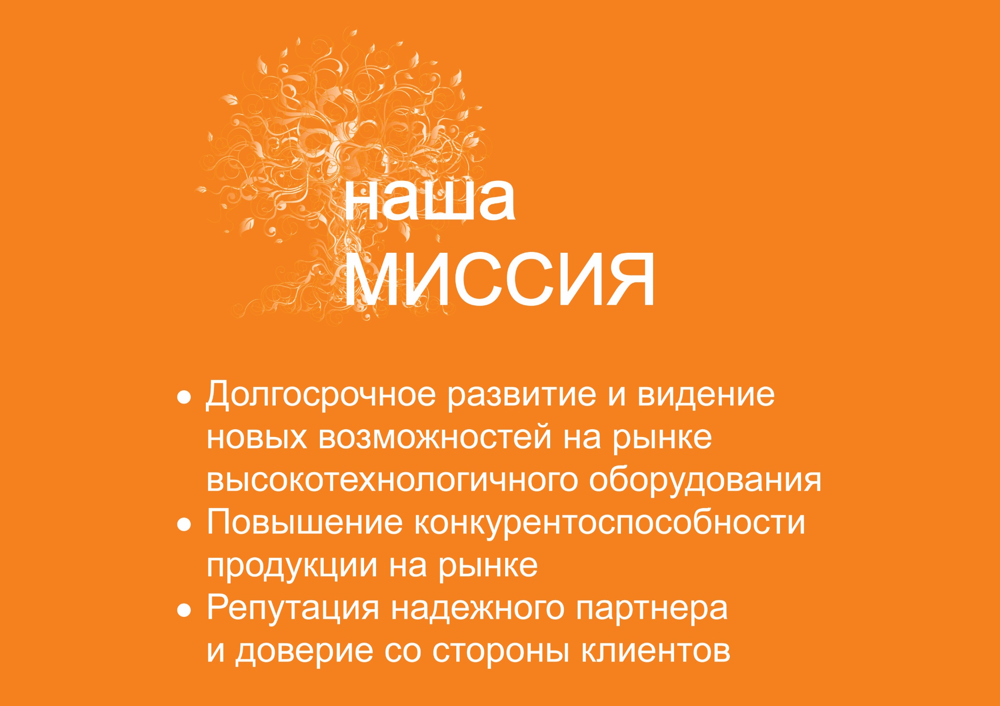 наша
МИССИЯ
• Долгосрочное развитие и видение
новых возможностей на рынке
высокотехнологичного оборудования
• Повышение конкурентоспособности
продукции на рынке
• Репутация надежного партнера
и доверие со стороны клиентов